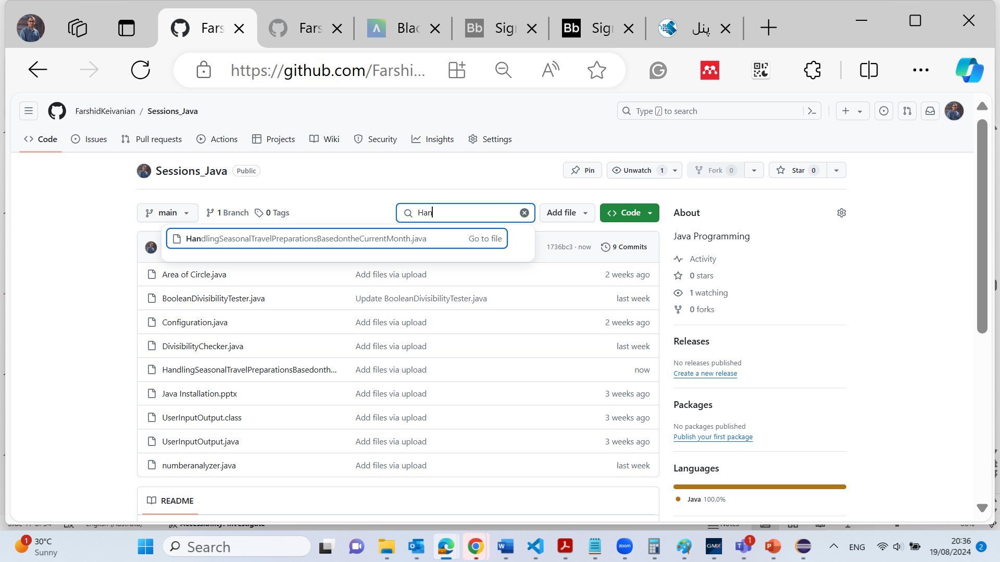 Fars
Fars
Blac
Sig
Sig
پنل
https://github.com/Farshi...
FarshidKeivanian / Sessions_Java
Type / to search
Code
Issues
Pull requests
Actions
Projects
Wiki
Security
Insights
Settings
Sessions_Java Public
Pin
Unwatch 1
Fork 0
Star 0
main
1 Branch
0 Tags
Han
Add file
Code
HandlingSeasonalTravelPreparationsBasedontheCurrentMonth.java Go to file
1736bc3 · now
9 Commits
Area of Circle.java Add files via upload 2 weeks ago
BooleanDivisibilityTester.java Update BooleanDivisibilityTester.java last week
Configuration.java Add files via upload 2 weeks ago
DivisibilityChecker.java Add files via upload last week
HandlingSeasonalTravelPreparationsBasedonth... Add files via upload now
Java Installation.pptx Add files via upload 3 weeks ago
UserInputOutput.class Add files via upload 3 weeks ago
UserInputOutput.java Add files via upload 3 weeks ago
numberanalyzer.java Add files via upload last week
README
About
Java Programming
Activity
0 stars
1 watching
0 forks
Releases
No releases published
Create a new release
Packages
No packages published
Publish your first package
Languages
Java 100.0%
1
30°C
Sunny
Search
zoom
GMX
1
ENG
20:36
19/08/2024
2